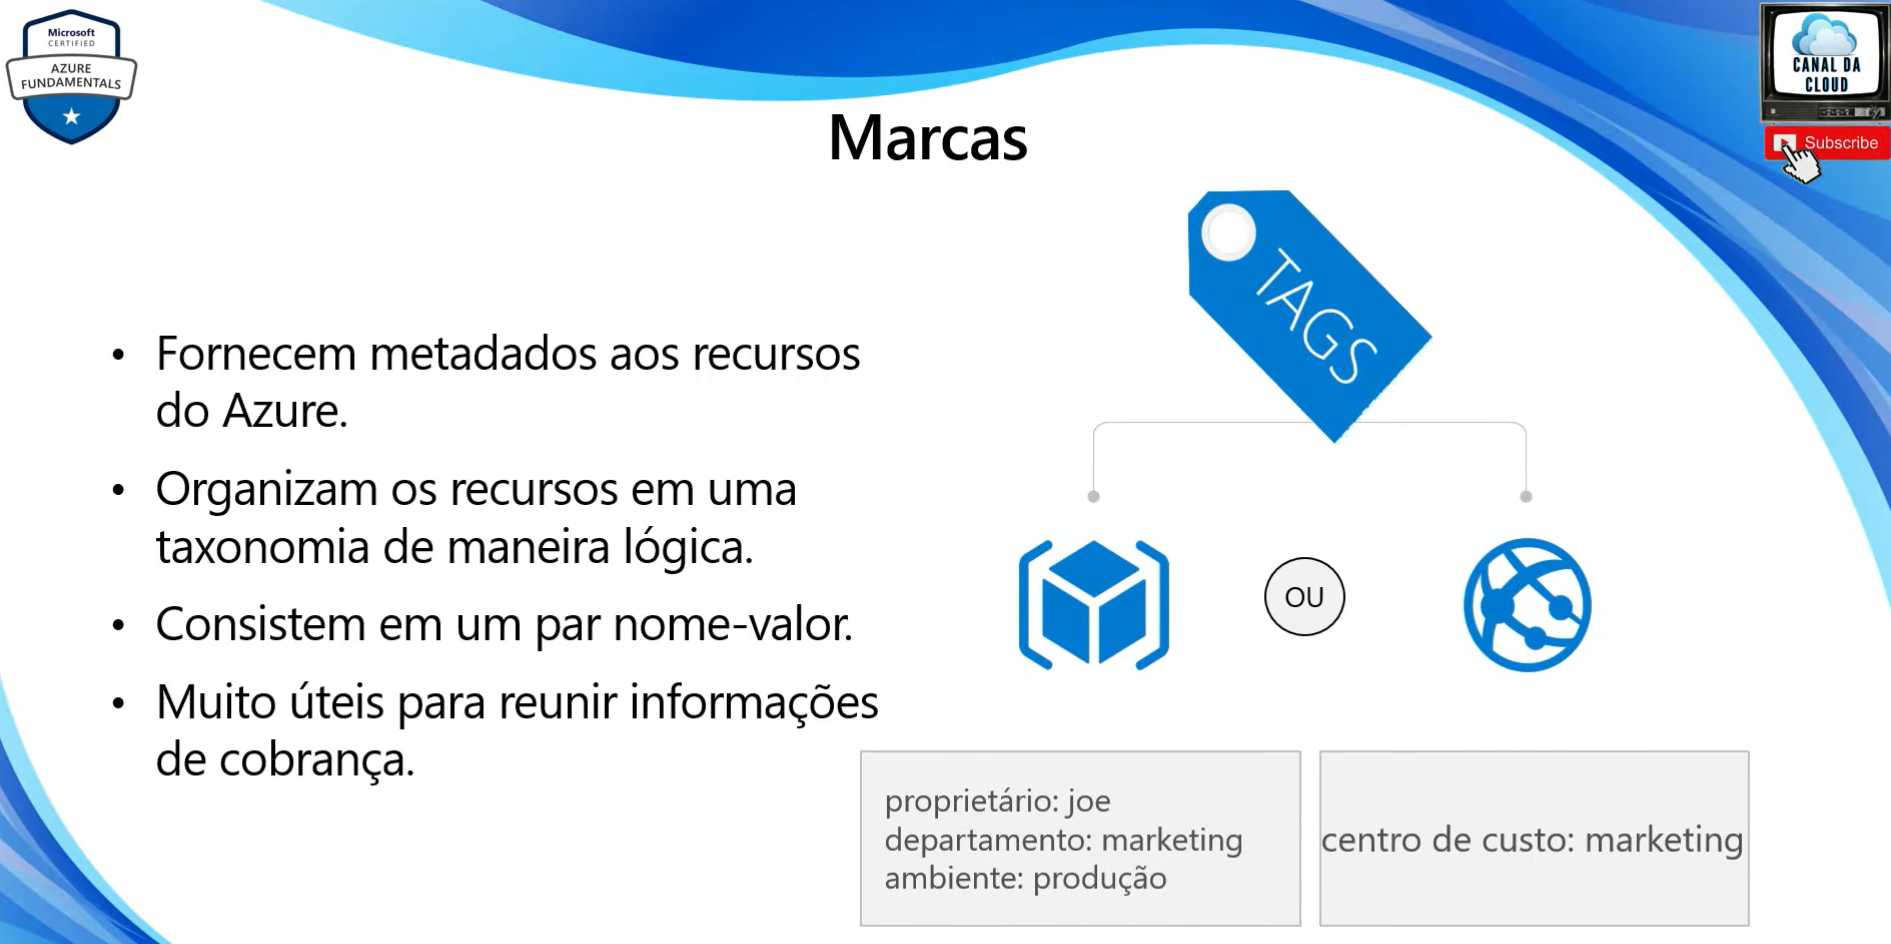 Microsoft
CERTIFIED
AZURE
FUNDAMENTALS
CANAL DA
CLOUD
Subscribe
Marcas
TAGS
• Fornecem metadados aos recursos
do Azure.
• Organizam os recursos em uma
taxonomia de maneira lógica.
• Consistem em um par nome-valor.
• Muito úteis para reunir informações
de cobrança.
OU
proprietário: joe
departamento: marketing
ambiente: produção
centro de custo: marketing